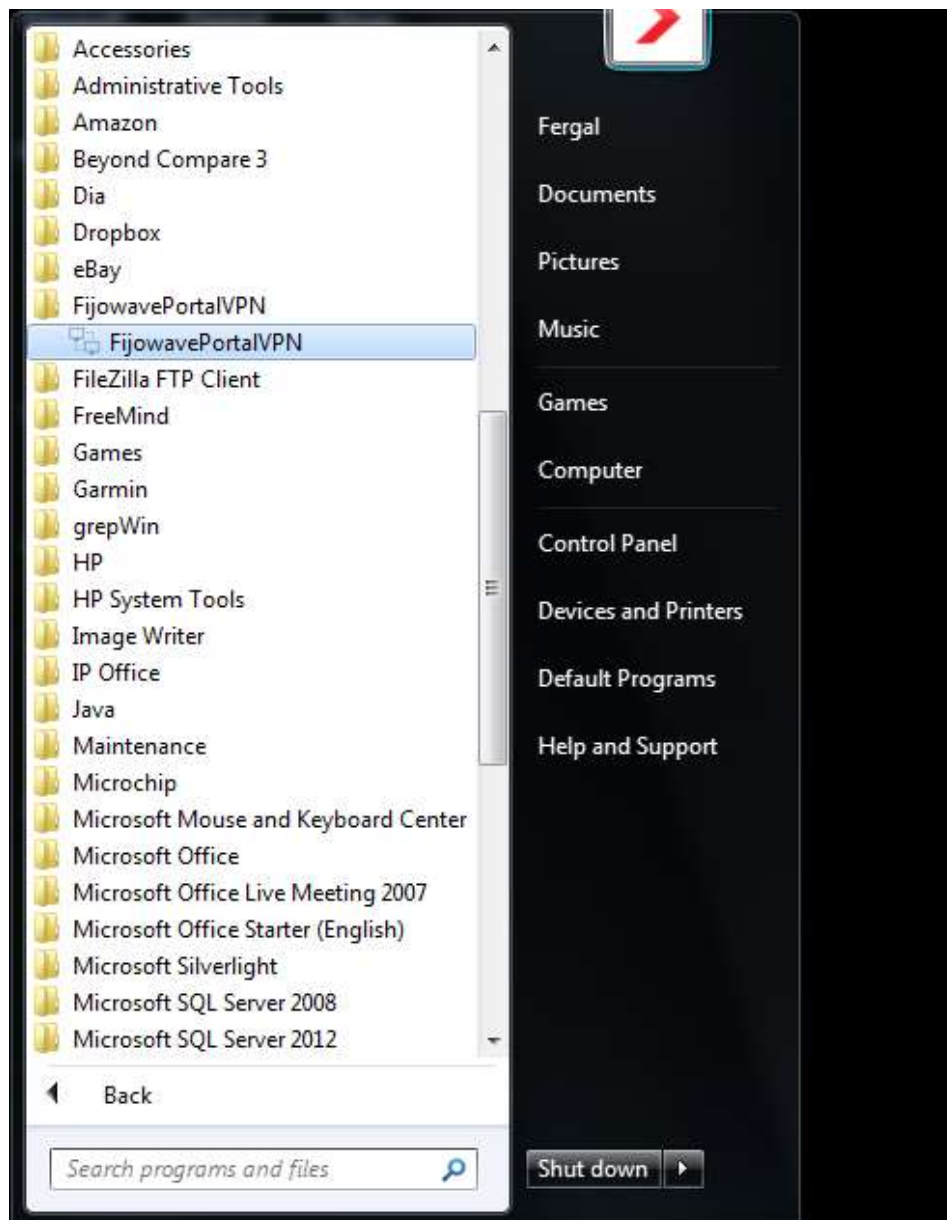 Accessories
Administrative Tools
Amazon
Beyond Compare 3
Dia
Dropbox
eBay
FijowavePortalVPN
FijowavePortalVPN
FileZilla FTP Client
FreeMind
Games
Garmin
grepWin
HP
HP System Tools
Image Writer
IP Office
Java
Maintenance
Microchip
Microsoft Mouse and Keyboard Center
Microsoft Office
Microsoft Office Live Meeting 2007
Microsoft Office Starter (English)
Microsoft Silverlight
Microsoft SQL Server 2008
Microsoft SQL Server 2012
Back
Search programs and files
Fergal
Documents
Pictures
Music
Games
Computer
Control Panel
Devices and Printers
Default Programs
Help and Support
Shut down